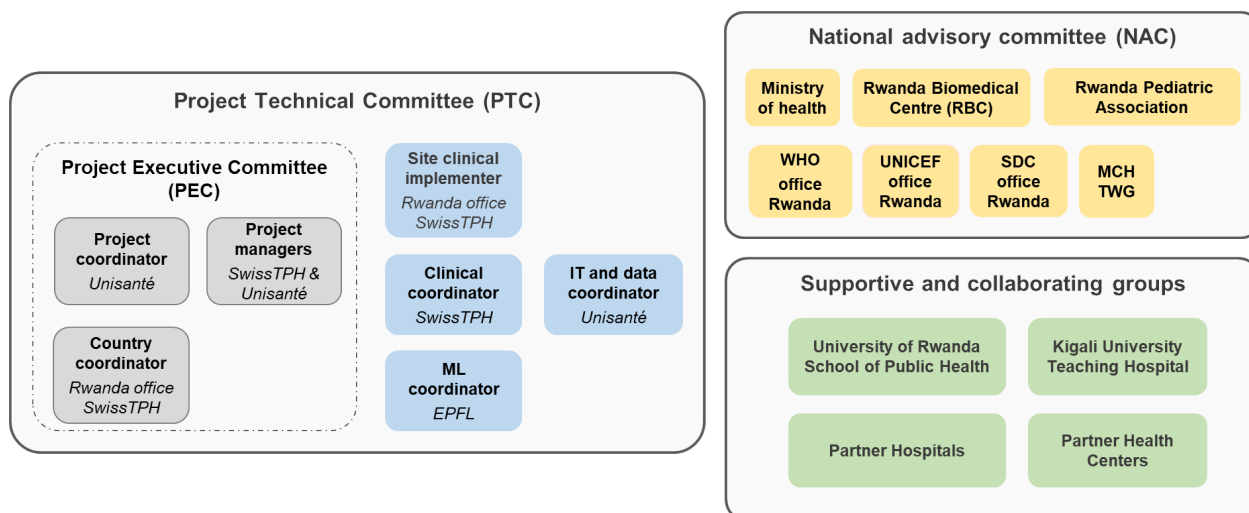 Project Technical Committee (PTC)
Project Executive Committee
(PEC)
Project
coordinator
Unisanté
Project
managers
SwissTPH &
Unisanté
Country
coordinator
Rwanda office
SwissTPH
Site clinical
implementer
Rwanda office
SwissTPH
Clinical
coordinator
SwissTPH
IT and data
coordinator
Unisanté
ML
coordinator
EPFL
National advisory committee (NAC)
Ministry
of health
Rwanda Biomedical
Centre (RBC)
Rwanda Pediatric
Association
WHO
office
Rwanda
UNICEF
office
Rwanda
SDC
office
Rwanda
MCH
TWG
Supportive and collaborating groups
University of Rwanda
School of Public Health
Kigali University
Teaching Hospital
Partner Hospitals
Partner Health
Centers